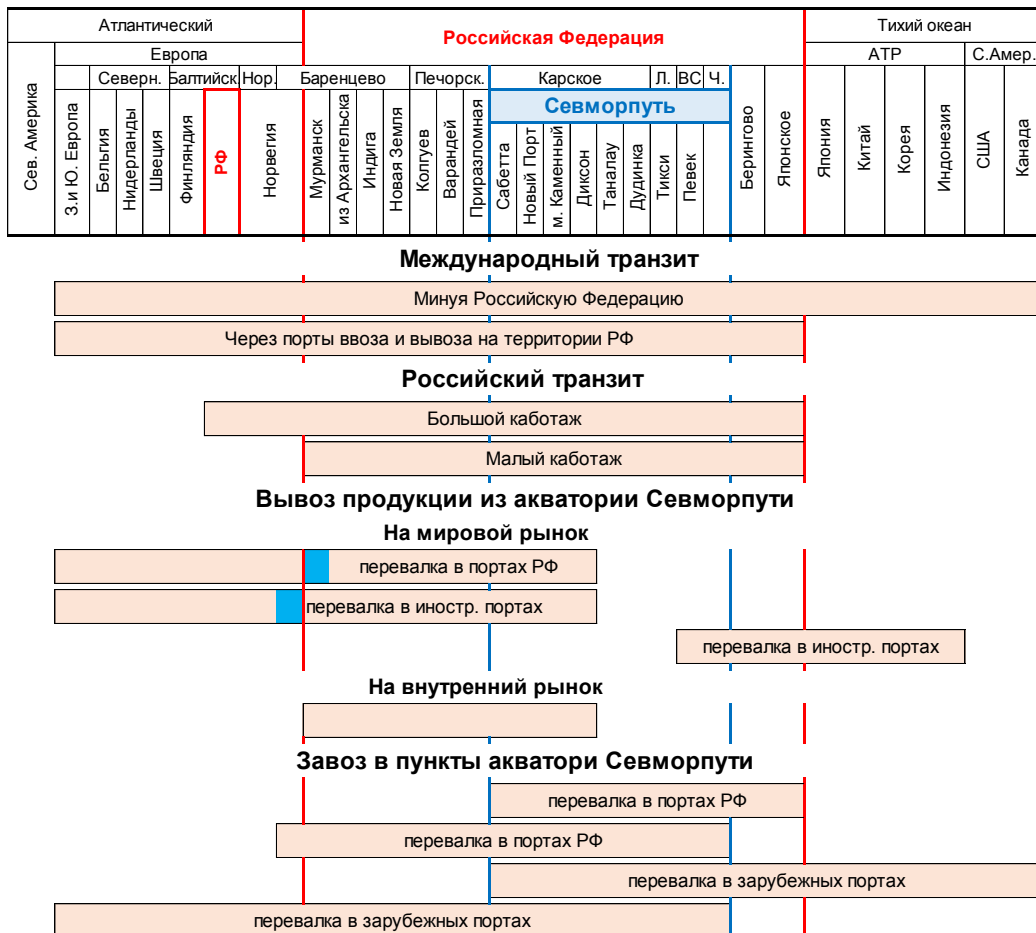 Атлантический
Российская Федерация
Тихий океан
Европа
АТР
С.Амер.
Северн.
Балтийск.
Нор.
Баренцево
Печорск.
Карское
Л.
ВС
Ч.
Севморпуть
Сев. Америка
З.и Ю. Европа
Бельгия
Нидерланды
Швеция
Финляндия
РФ
Норвегия
Мурманск
из Архангельска
Индига
Новая Земля
Колгуев
Варандей
Приразломная
Сабетта
Новый Порт
м. Каменный
Диксон
Таналау
Дудинка
Тикси
Певек
Берингово
Японское
Япония
Китай
Корея
Индонезия
США
Канада
Международный транзит
Минуя Российскую Федерацию
Через порты ввоза и вывоза на территории РФ
Российский транзит
Большой каботаж
Малый каботаж
Вывоз продукции из акватории Севморпути
На мировой рынок
перевалка в портах РФ
перевалка в иностр. портах
перевалка в иностр. портах
На внутренний рынок
Завоз в пункты акватори Севморпути
перевалка в портах РФ
перевалка в портах РФ
перевалка в зарубежных портах
перевалка в зарубежных портах